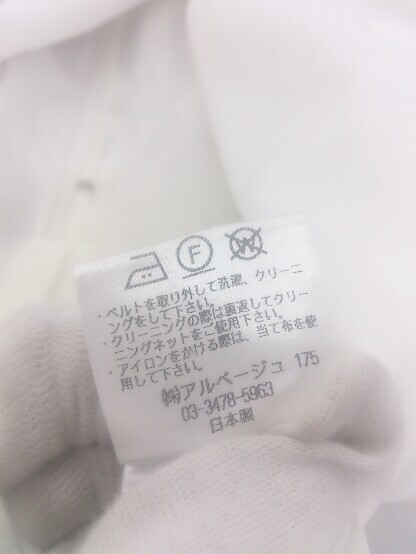 F W
・ベルトを取り外して洗濯、クリーニ
ングをして下さい。
・クリーニングの際は裏返してクリー
ニングネットをご使用下さい。
・アイロンをかける際は、当て布を使
用して下さい。
㈱アルページュ 175
03-3478-5963
日本製